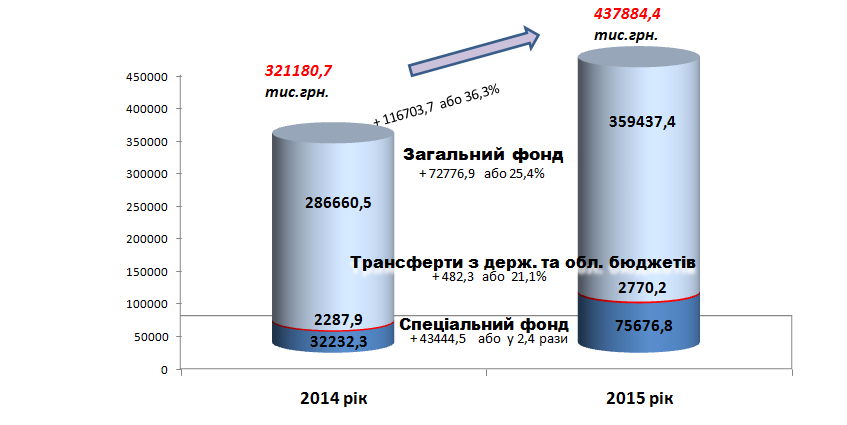 437884,4
тис.грн.
321180,7
тис.грн.
+ 116703,7 або 36,3%
450000
400000
350000
300000
250000
200000
150000
100000
50000
0
359437,4
Загальний фонд
+ 72776,9 або 25,4%
286660,5
Трансферти з держ. та обл. бюджетів
+ 482,3 або 21,1%
2770,2
2287,9
Спеціальний фонд
75676,8
+ 43444,5 або у 2,4 рази
32232,3
2014 рік
2015 рік